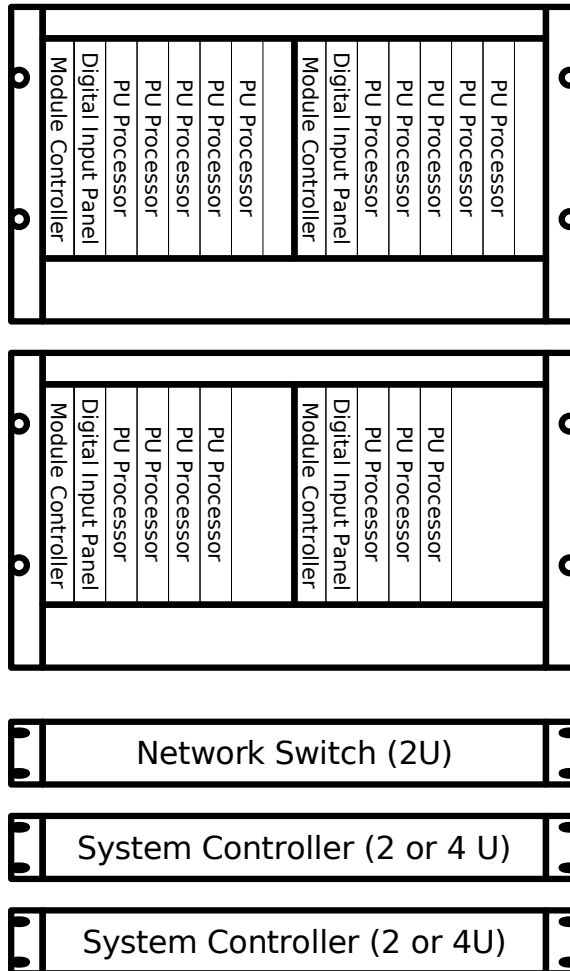 Module Controller
Digital Input Panel
PU Processor
PU Processor
PU Processor
PU Processor
PU Processor
Module Controller
Digital Input Panel
PU Processor
PU Processor
PU Processor
PU Processor
PU Processor
Module Controller
Digital Input Panel
PU Processor
PU Processor
PU Processor
PU Processor
Module Controller
Digital Input Panel
PU Processor
PU Processor
PU Processor
Network Switch (2U)
System Controller (2 or 4 U)
System Controller (2 or 4U)